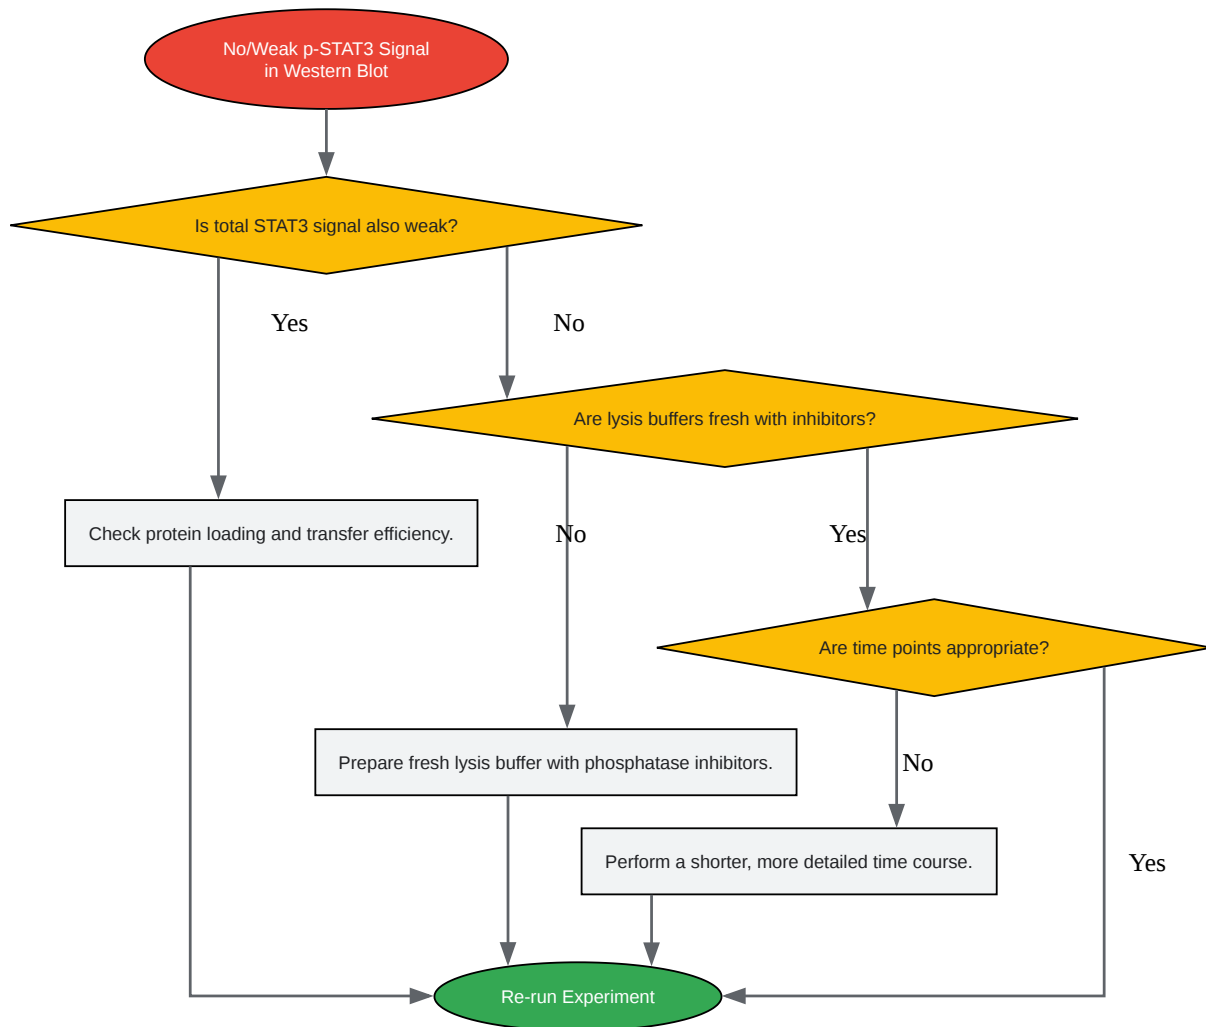 No/Weak p-STAT3 Signal
in Western Blot
Is total STAT3 signal also weak?
Yes
No
Are lysis buffers fresh with inhibitors?
Check protein loading and transfer efficiency.
No
Yes
Are time points appropriate?
Prepare fresh lysis buffer with phosphatase inhibitors.
No
Perform a shorter, more detailed time course.
Yes
Re-run Experiment